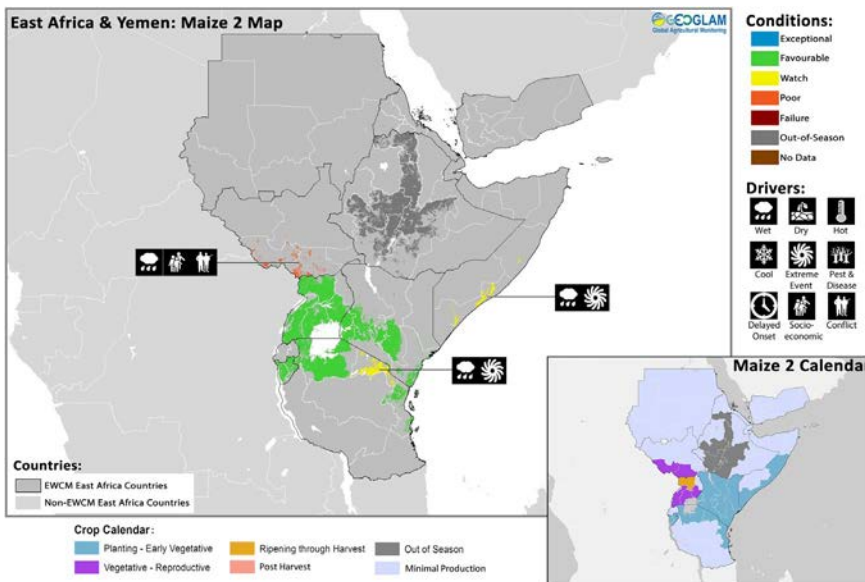 East Africa & Yemen: Maize 2 Map
GEOGLAM
Global Agricultural Monitoring
Conditions:
Exceptional
Favourable
Watch
Poor
Failure
Out-of-Season
No Data
Drivers:
Wet
Dry
Hot
Cool
Extreme
Event
Pest &
Disease
Delayed
Onset
Socio-
economic
Conflict
Countries:
EWCM East Africa Countries
Non-EWCM East Africa Countries
Maize 2 Calendar
Crop Calendar:
Planting - Early Vegetative
Vegetative - Reproductive
Ripening through Harvest
Post Harvest
Out of Season
Minimal Production